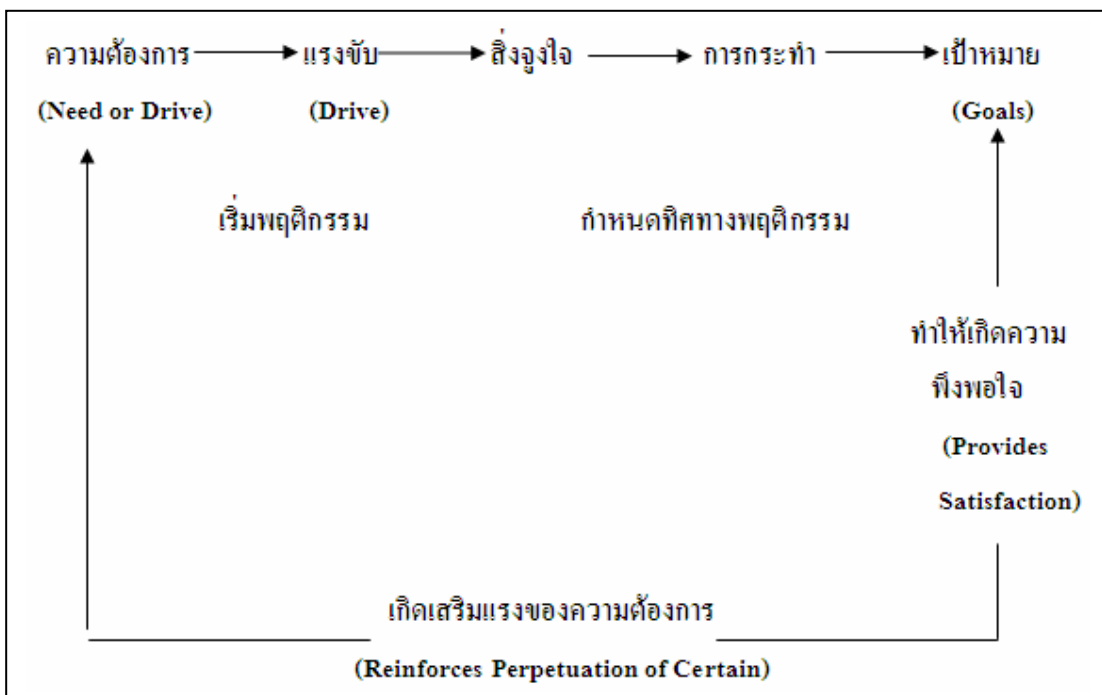 ความต้องการ แรงขับ สิ่งจูงใจ การกระทำ เป้าหมาย
(Need or Drive) (Drive) (Goals)
เริ่มพฤติกรรม กำหนดทิศทางพฤติกรรม
ทำให้เกิดความ
พึงพอใจ
(Provides
Satisfaction)
เกิดเสริมแรงของความต้องการ
(Reinforces Perpetuation of Certain)